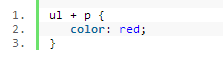 1. ul + p {
2.    color: red;
3. }